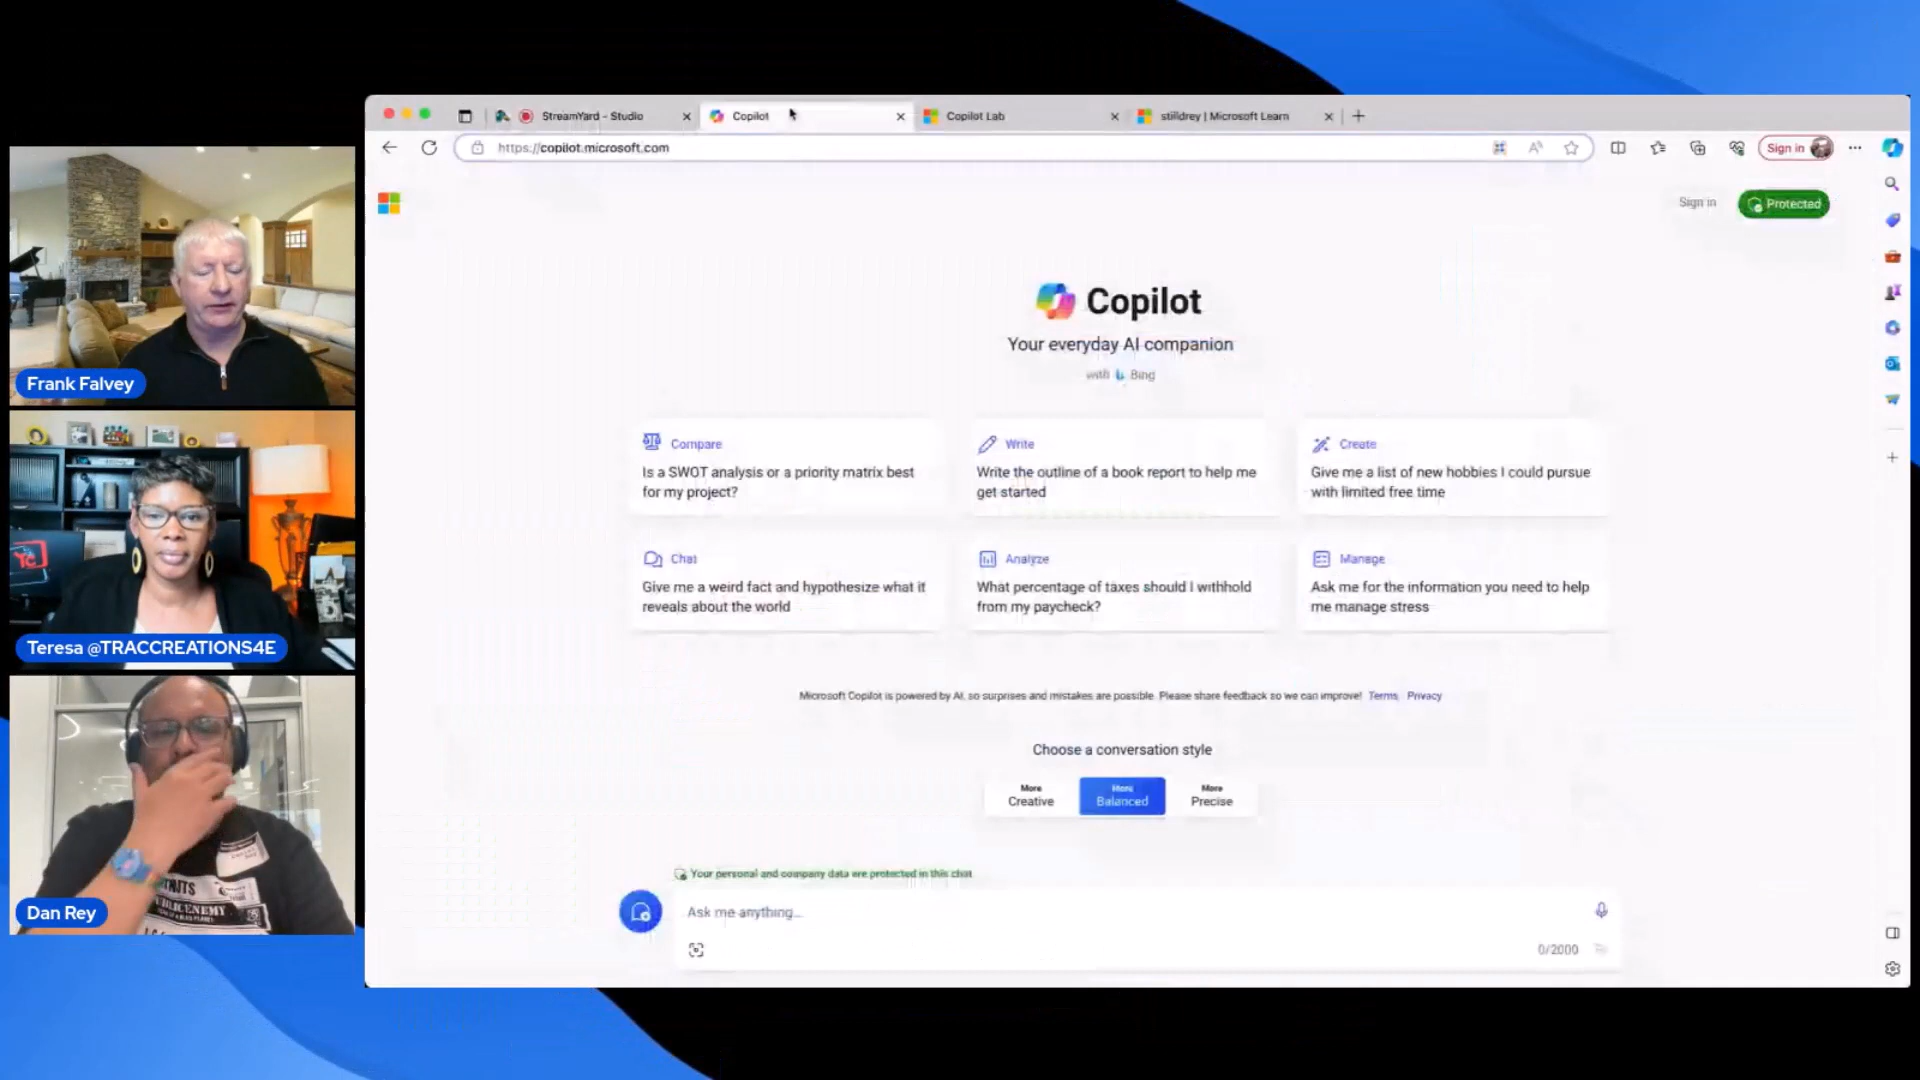 StreamYard - Studio
Copilot
Copilot Lab
stilldrey | Microsoft Learn
https://copilot.microsoft.com
Sign in
Sign in
Protected
Copilot
Your everyday AI companion
with Bing
Compare
Is a SWOT analysis or a priority matrix best
for my project?
Write
Write the outline of a book report to help me
get started
Create
Give me a list of new hobbies I could pursue
with limited free time
Chat
Give me a weird fact and hypothesize what it
reveals about the world
Analyze
What percentage of taxes should I withhold
from my paycheck?
Manage
Ask me for the information you need to help
me manage stress
Microsoft Copilot is powered by AI, so surprises and mistakes are possible. Please share feedback so we can improve! Terms Privacy
Choose a conversation style
More
Creative
More
Balanced
More
Precise
Your personal and company data are protected in this chat
Ask me anything...
0/2000
Frank Falvey
Teresa @TRACCREATIONS4E
Dan Rey